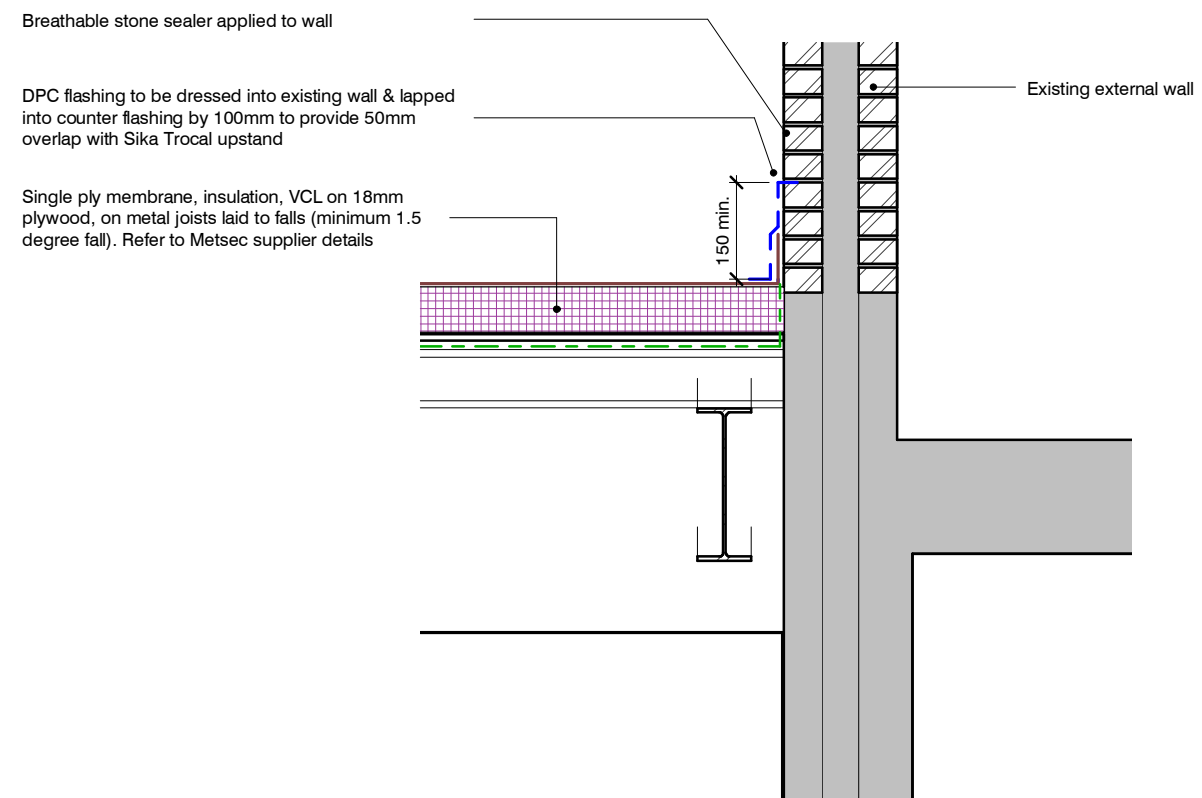 Breathable stone sealer applied to wall
DPC flashing to be dressed into existing wall & lapped
into counter flashing by 100mm to provide 50mm
overlap with Sika Trocal upstand
Single ply membrane, insulation, VCL on 18mm
plywood, on metal joists laid to falls (minimum 1.5
degree fall). Refer to Metsec supplier details
Existing external wall
150 min.